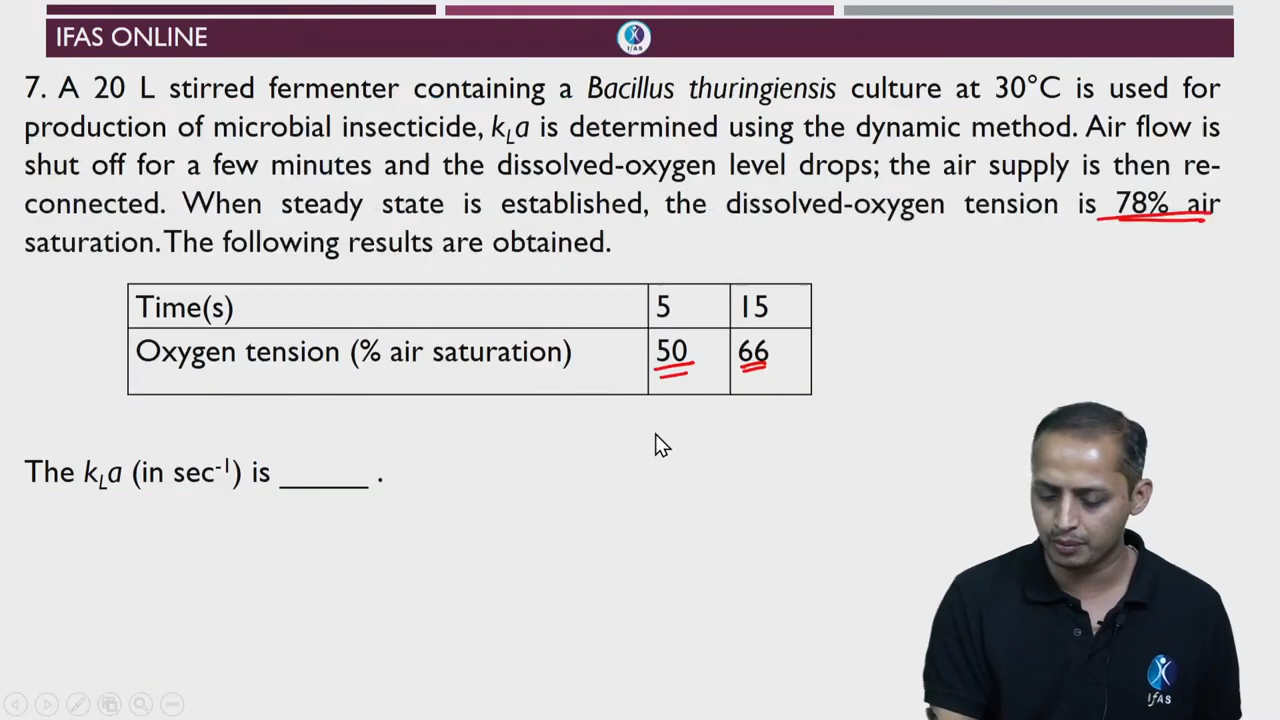 IFAS ONLINE
IFAS
7. A 20 L stirred fermenter containing a Bacillus thuringiensis culture at 30°C is used for
production of microbial insecticide, kLa is determined using the dynamic method. Air flow is
shut off for a few minutes and the dissolved-oxygen level drops; the air supply is then re-
connected. When steady state is established, the dissolved-oxygen tension is 78% air
saturation. The following results are obtained.
Time(s) 5 15
Oxygen tension (% air saturation) 50 66
The kLa (in sec-1) is ______ .
IFAS